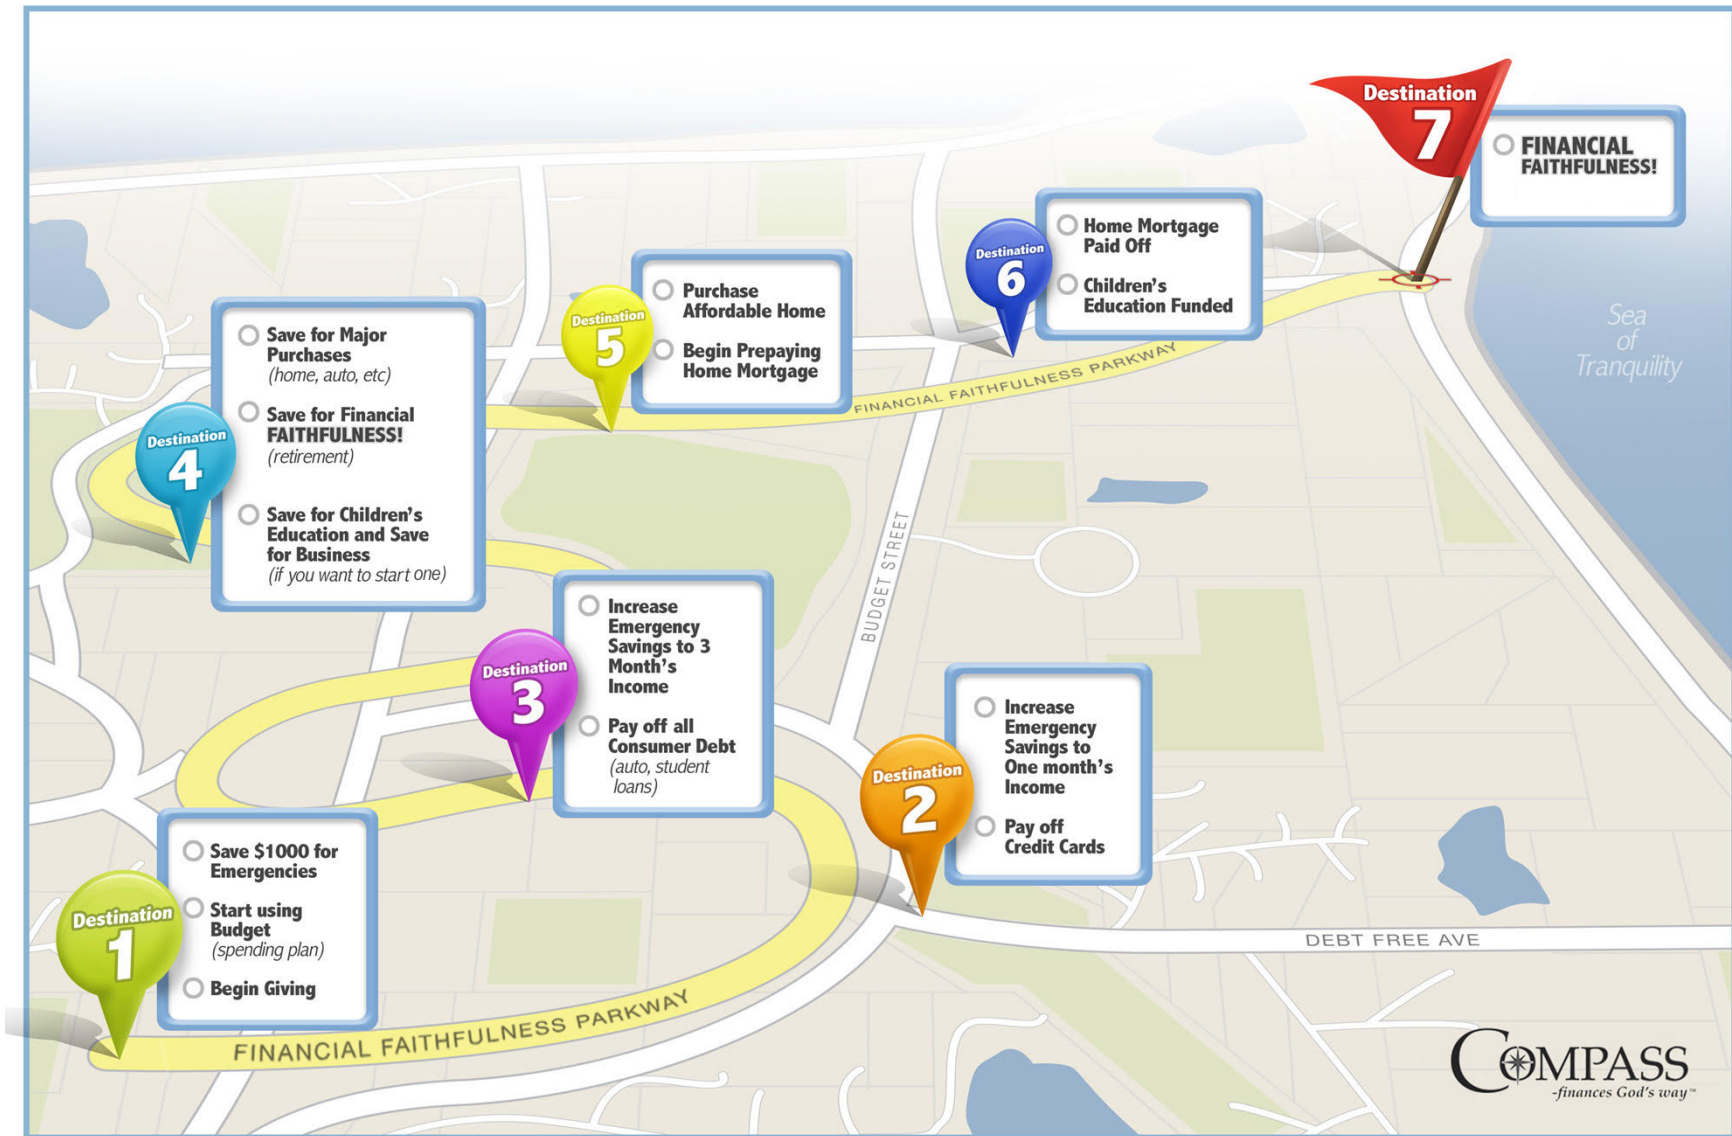 Destination
1
Save $1000 for
Emergencies
Start using
Budget
(spending plan)
Begin Giving
FINANCIAL FAITHFULNESS PARKWAY
Destination
2
Increase
Emergency
Savings to
One month's
Income
Pay off
Credit Cards
DEBT FREE AVE
Destination
3
Increase
Emergency
Savings to 3
Month's
Income
Pay off all
Consumer Debt
(auto, student
loans)
BUDGET STREET
Destination
4
Save for Major
Purchases
(home, auto, etc)
Save for Financial
FAITHFULNESS!
(retirement)
Save for Children's
Education and Save
for Business
(if you want to start one)
Destination
5
Purchase
Affordable Home
Begin Prepaying
Home Mortgage
FINANCIAL FAITHFULNESS PARKWAY
Destination
6
Home Mortgage
Paid Off
Children's
Education Funded
Destination
7
FINANCIAL
FAITHFULNESS!
Sea
of
Tranquility
COMPASS
-finances God's way™